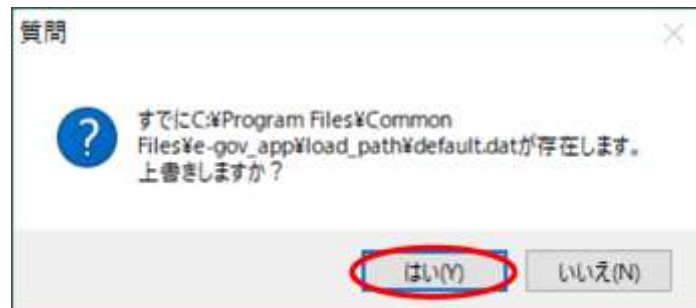 質問
すでにC:¥Program Files¥Common
Files¥e-gov_app¥load_path¥default.datが存在します。
上書きしますか？
はい(Y)
いいえ(N)